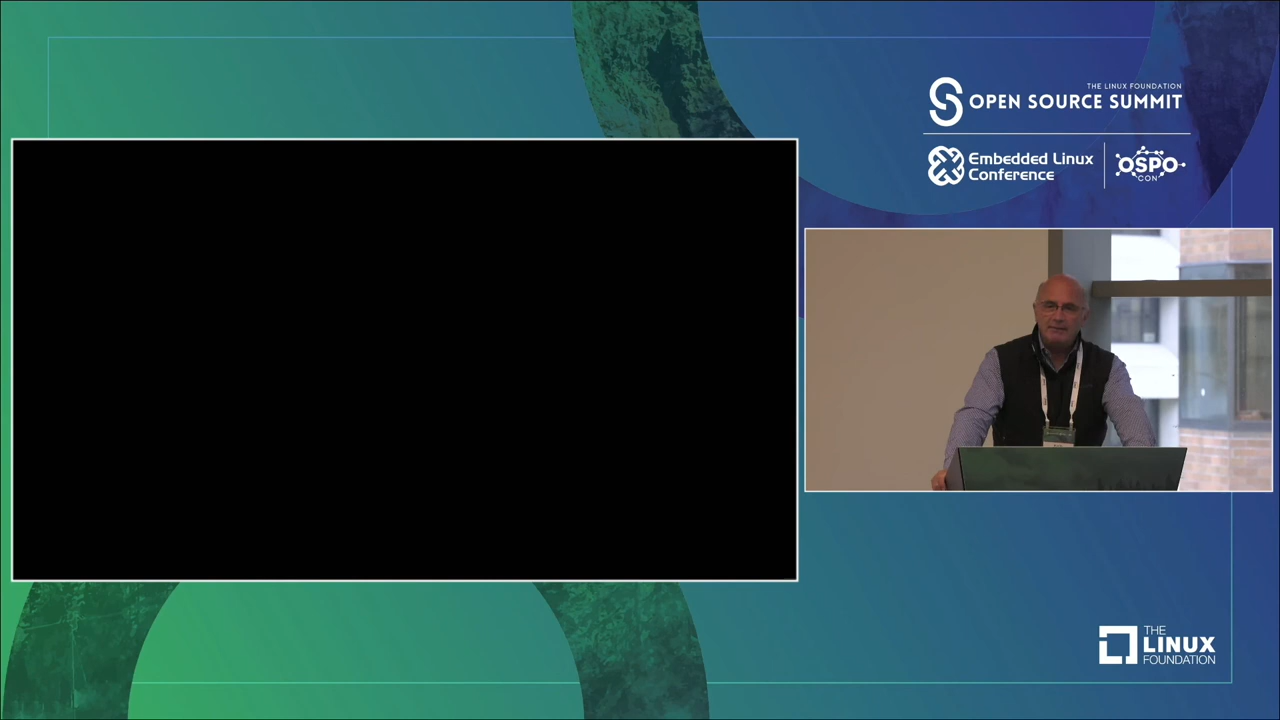 THE LINUX FOUNDATION
OPEN SOURCE SUMMIT
Embedded Linux
Conference
OSPO
CON
THE
LINUX
FOUNDATION